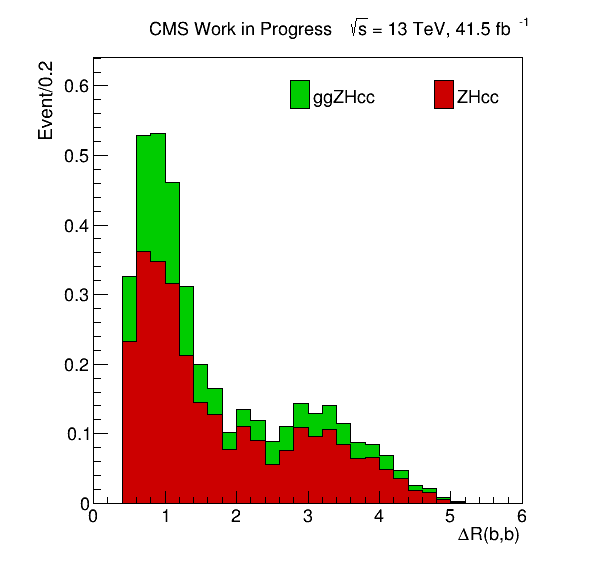 CMS Work in Progress √s = 13 TeV, 41.5 fb⁻¹
Event/0.2
ggZHcc ZHcc
0.6
0.5
0.4
0.3
0.2
0.1
0
0 1 2 3 4 5 6
ΔR(b,b)